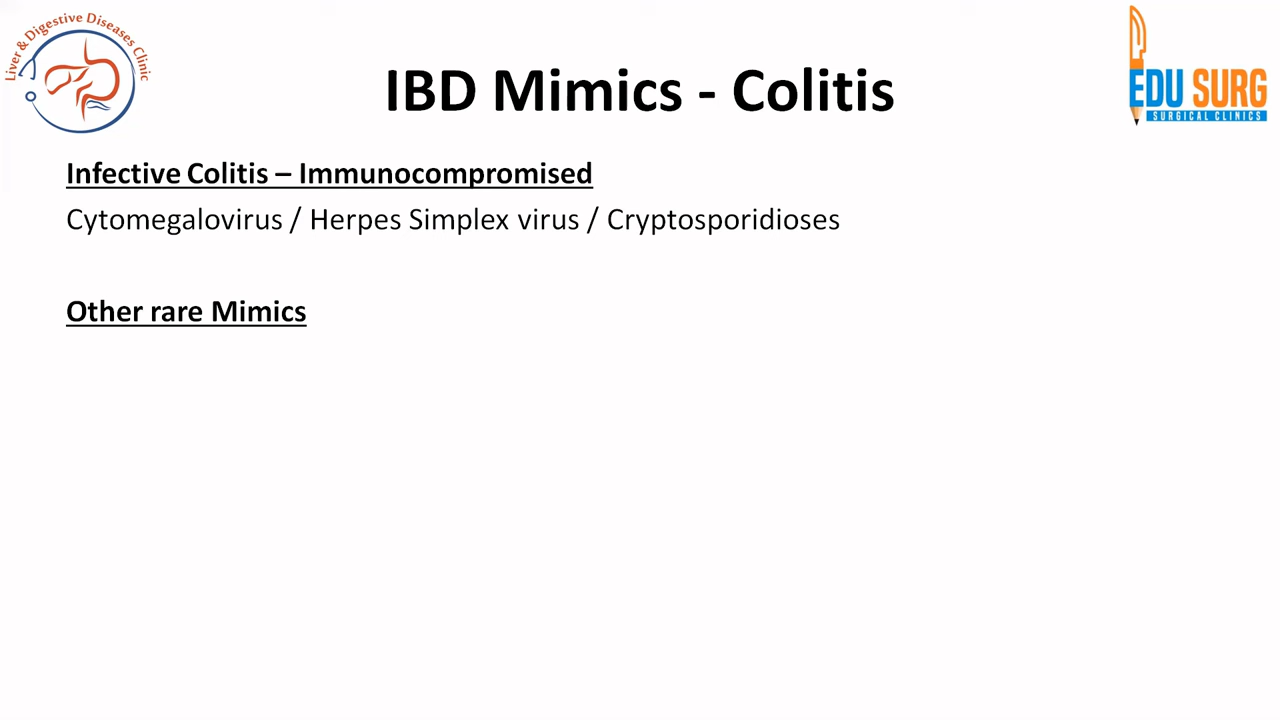 Liver & Digestive Diseases Clinic
IBD Mimics - Colitis
EDU SURG
SURGICAL CLINICS
Infective Colitis – Immunocompromised
Cytomegalovirus / Herpes Simplex virus / Cryptosporidioses
Other rare Mimics